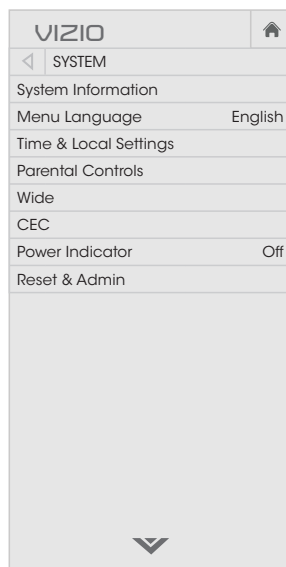 VIZIO
SYSTEM
System Information
Menu Language English
Time & Local Settings
Parental Controls
Wide
CEC
Power Indicator Off
Reset & Admin